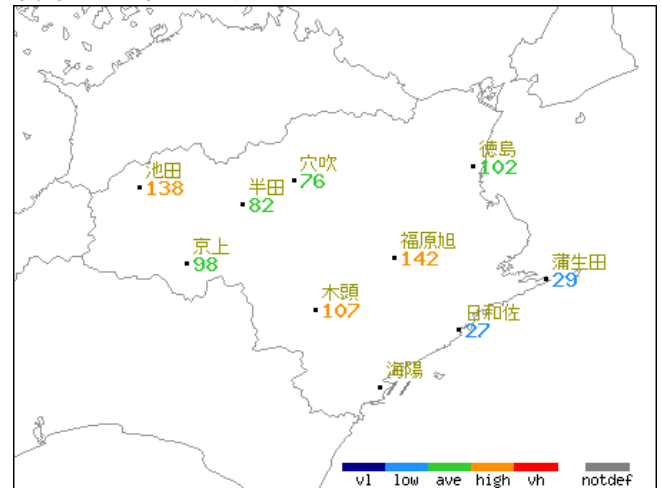 徳島
102
穴吹
76
池田
138
半田
82
京上
98
福原旭
142
蒲生田
29
木頭
107
日和佐
27
海陽
//
vl low ave high vh notdef